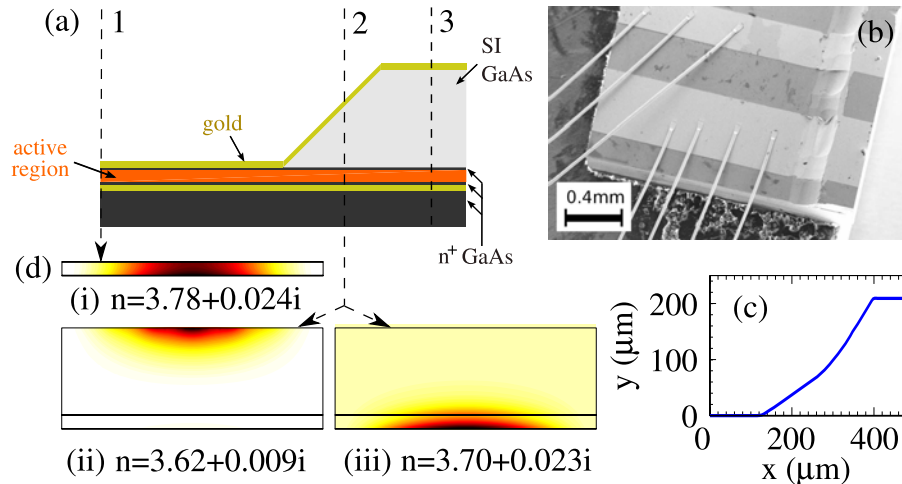 (a)
1
2
3
SI
GaAs
gold
active
region
n⁺ GaAs
(b)
0.4mm
(c)
200
100
0
y (μm)
0
200
400
x (μm)
(d)
(i) n=3.78+0.024i
(ii) n=3.62+0.009i
(iii) n=3.70+0.023i